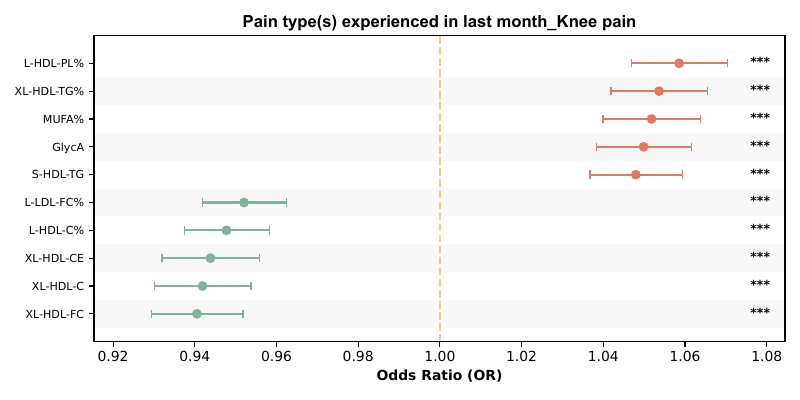 Pain type(s) experienced in last month_Knee pain
L-HDL-PL% ***
XL-HDL-TG% ***
MUFA% ***
GlycA ***
S-HDL-TG ***
L-LDL-FC% ***
L-HDL-C% ***
XL-HDL-CE ***
XL-HDL-C ***
XL-HDL-FC ***
0.92 0.94 0.96 0.98 1.00 1.02 1.04 1.06 1.08
Odds Ratio (OR)